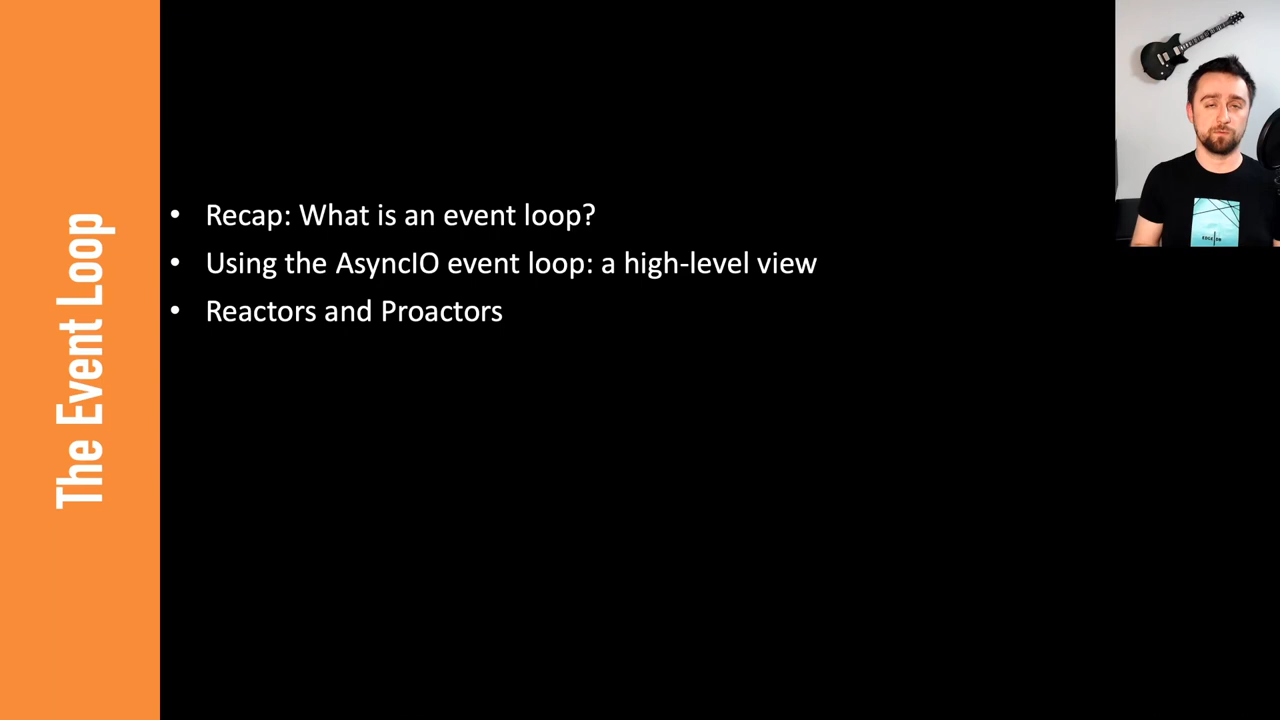 The Event Loop
• Recap: What is an event loop?
• Using the AsyncIO event loop: a high-level view
• Reactors and Proactors